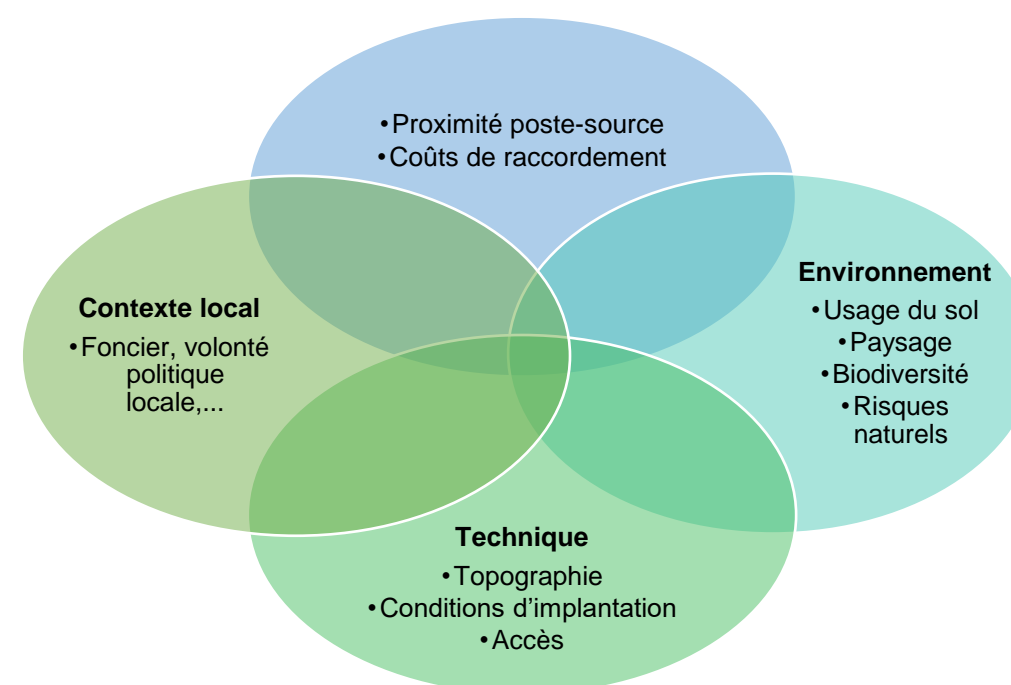 •Proximité poste-source
•Coûts de raccordement
Contexte local
•Foncier, volonté
politique
locale,...
Environnement
•Usage du sol
•Paysage
•Biodiversité
•Risques
naturels
Technique
•Topographie
•Conditions d’implantation
•Accès